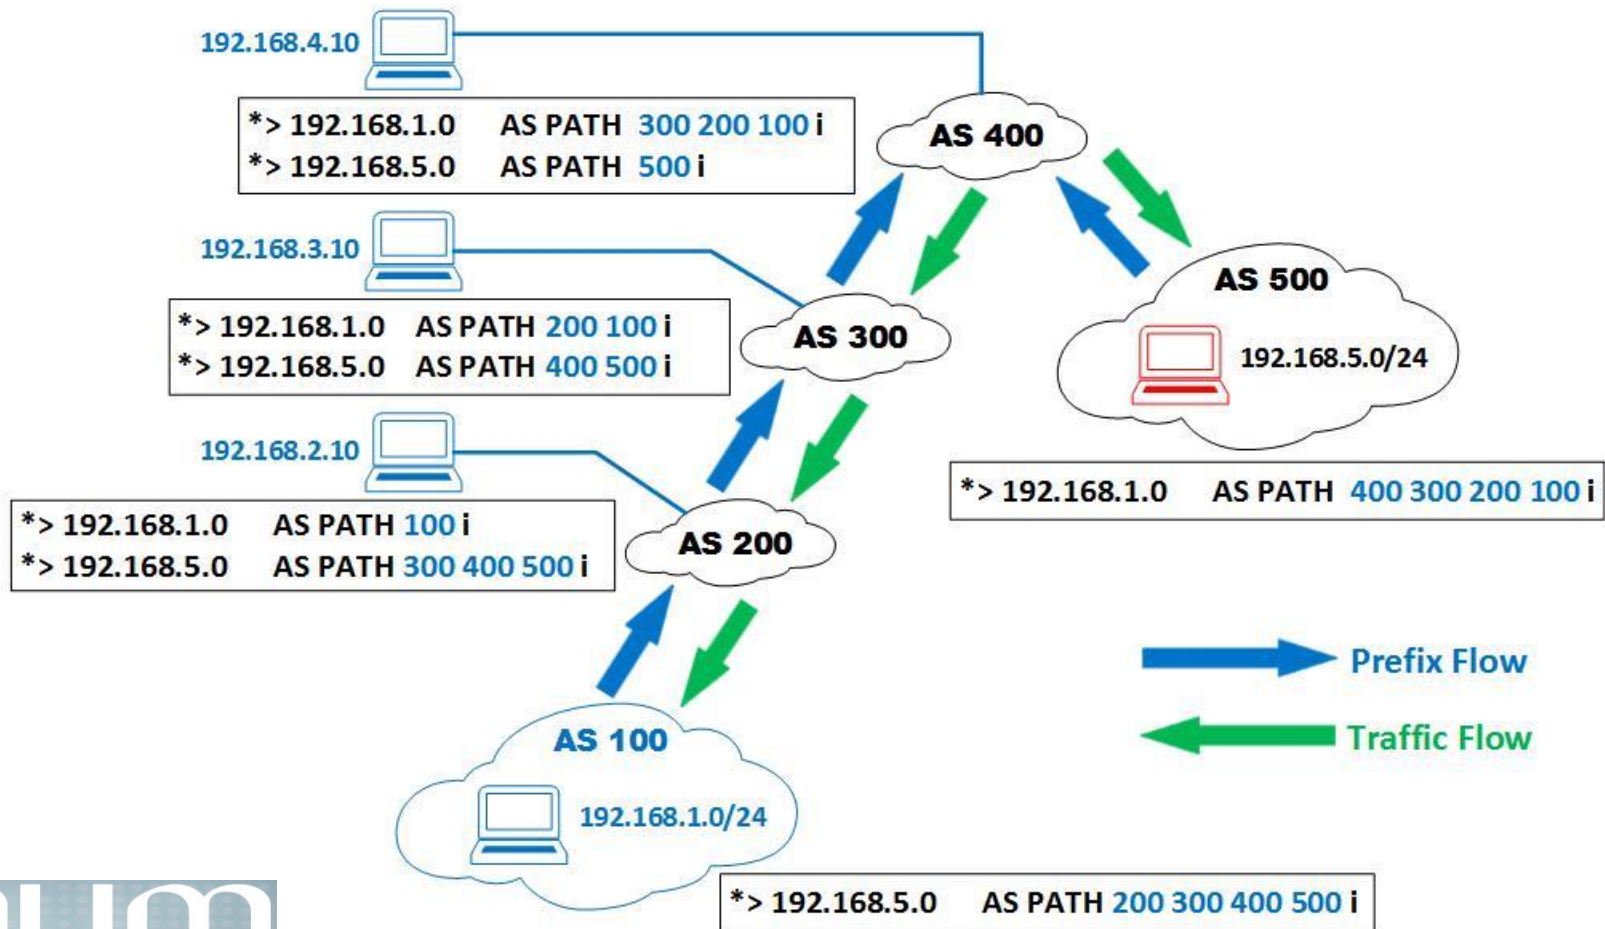 192.168.4.10
*> 192.168.1.0 AS PATH 300 200 100 i
*> 192.168.5.0 AS PATH 500 i
AS 400
192.168.3.10
*> 192.168.1.0 AS PATH 200 100 i
*> 192.168.5.0 AS PATH 400 500 i
AS 300
AS 500
192.168.5.0/24
192.168.2.10
*> 192.168.1.0 AS PATH 100 i
*> 192.168.5.0 AS PATH 300 400 500 i
AS 200
*> 192.168.1.0 AS PATH 400 300 200 100 i
Prefix Flow
Traffic Flow
AS 100
192.168.1.0/24
*> 192.168.5.0 AS PATH 200 300 400 500 i